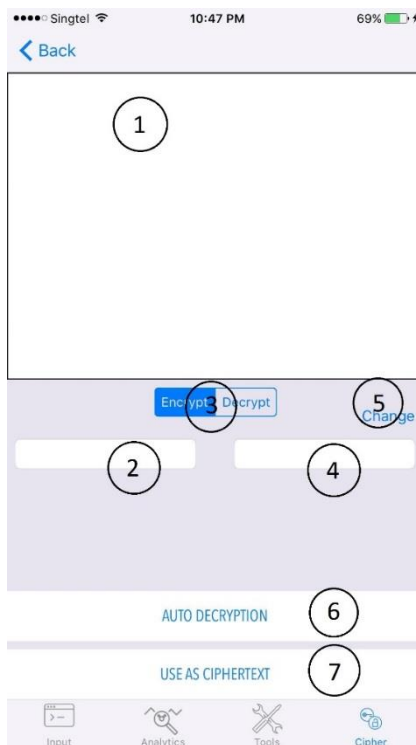 Singtel 10:47 PM 69%
Back
1
Encrypt 3 Decrypt 5
Change
2 4
AUTO DECRYPTION 6
USE AS CIPHERTEXT 7
Input Analytics Tools Cipher